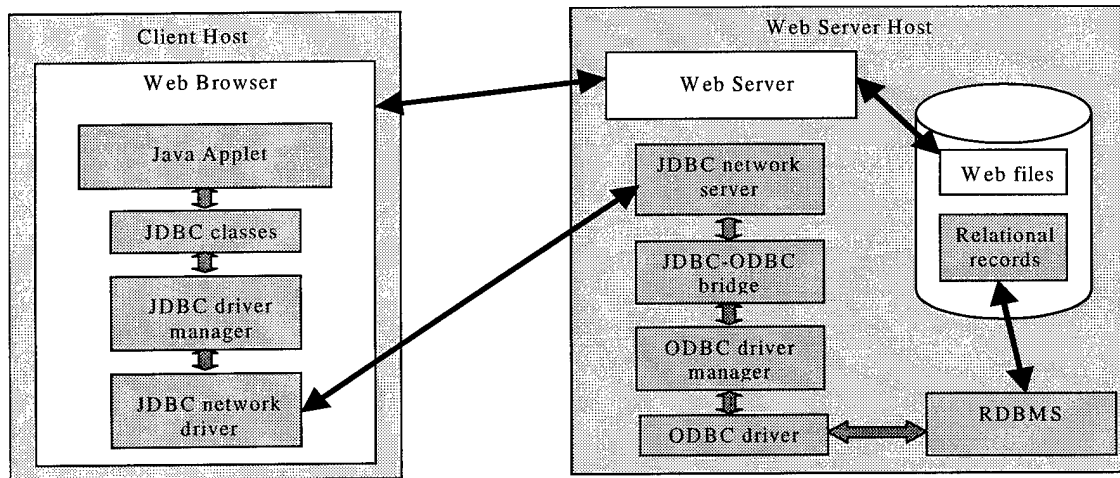 Client Host
Web Browser
Java Applet
JDBC classes
JDBC driver
manager
JDBC network
driver
Web Server Host
Web Server
JDBC network
server
JDBC-ODBC
bridge
ODBC driver
manager
ODBC driver
Web files
Relational
records
RDBMS